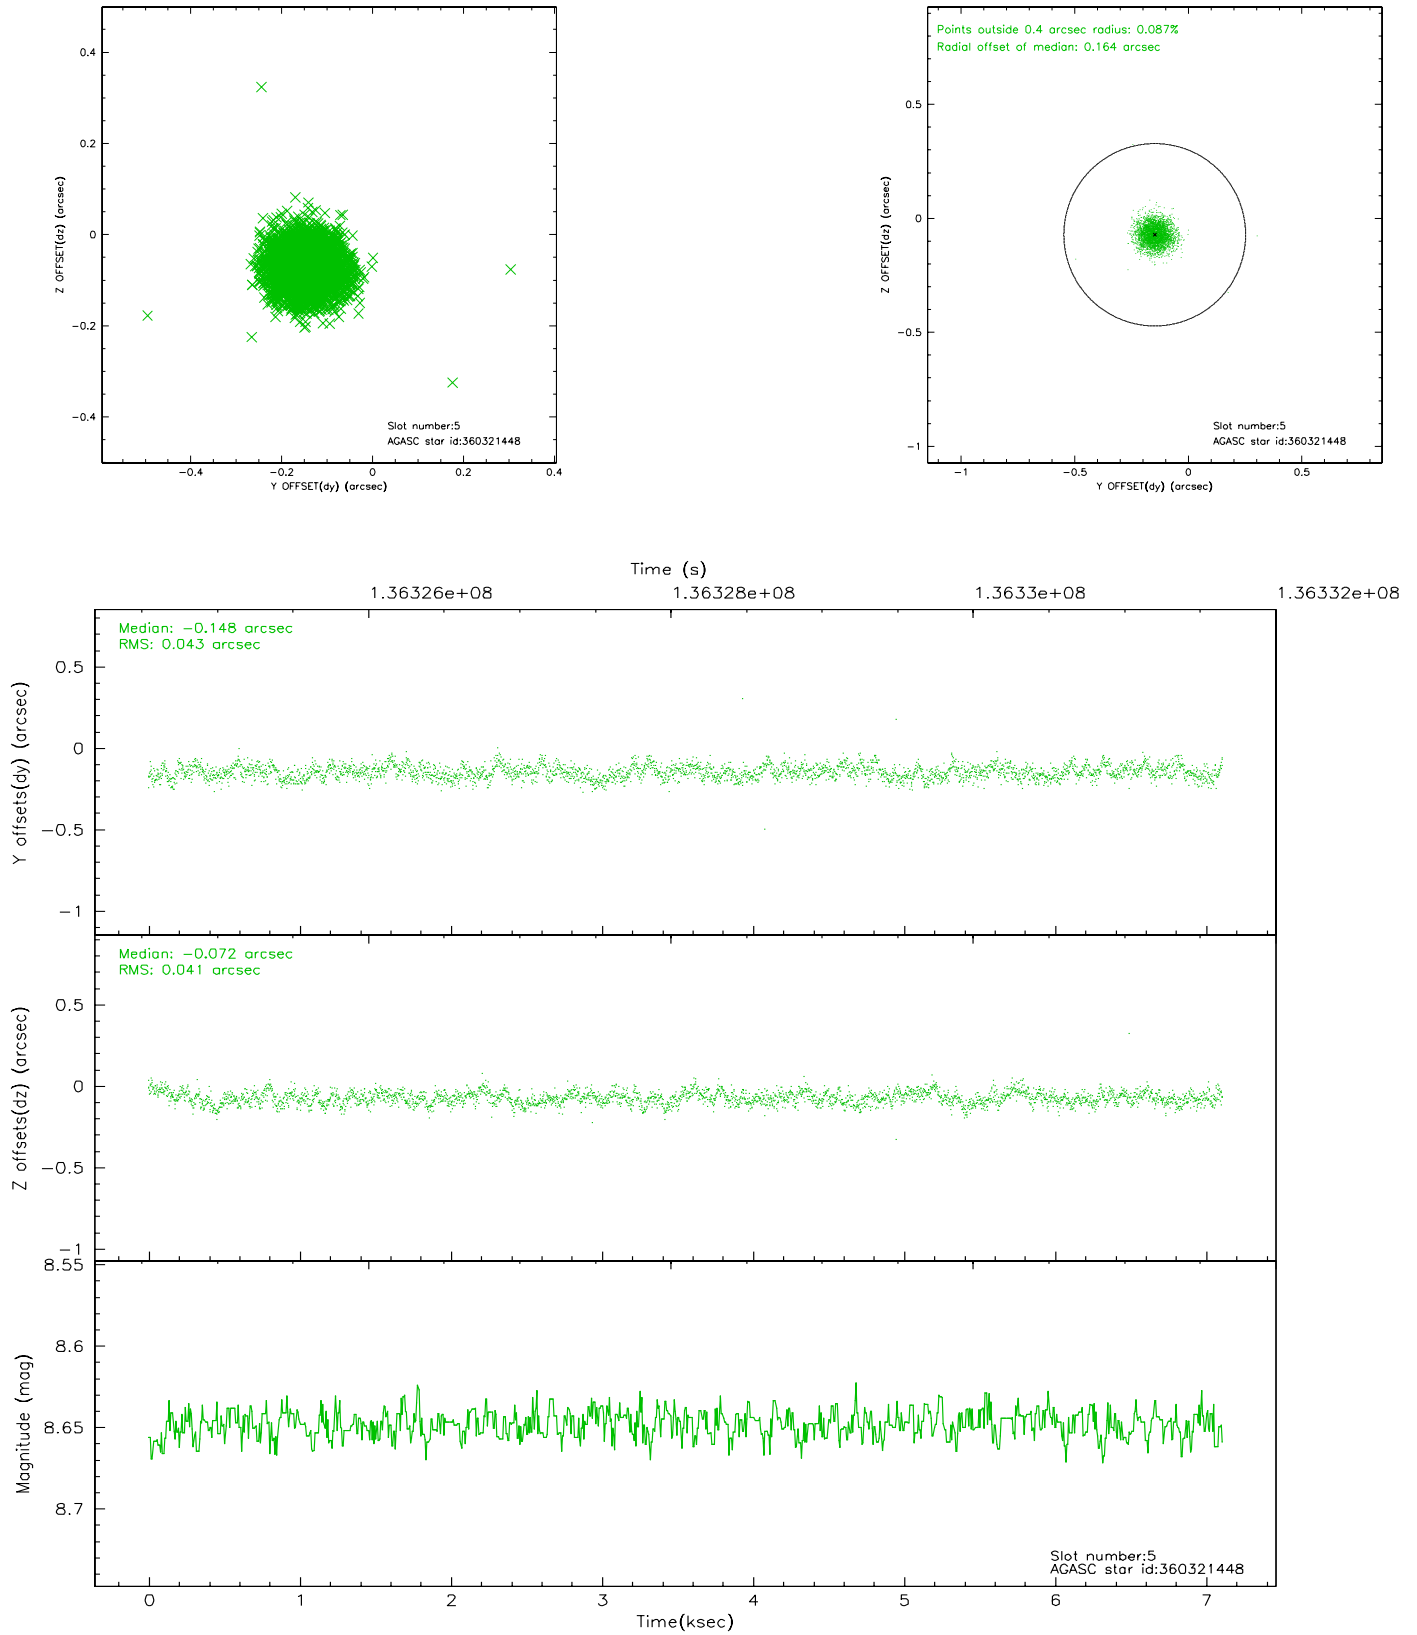 0.4
0.2
0
−0.2
−0.4
Z OFFSET(dz) (arcsec)
Slot number:5
AGASC star id:360321448
−0.4
−0.2
0
0.2
0.4
Y OFFSET(dy) (arcsec)
Points outside 0.4 arcsec radius: 0.087%
Radial offset of median: 0.164 arcsec
0.5
0
−0.5
−1
Z OFFSET(dz) (arcsec)
Slot number:5
AGASC star id:360321448
−1
−0.5
0
0.5
Y OFFSET(dy) (arcsec)
Time (s)
1.36326e+08
1.36328e+08
1.3633e+08
1.36332e+08
Median: −0.148 arcsec
RMS: 0.043 arcsec
0.5
0
−0.5
−1
Y offsets(dy) (arcsec)
Median: −0.072 arcsec
RMS: 0.041 arcsec
0.5
0
−0.5
−1
Z offsets(dz) (arcsec)
8.55
8.6
8.65
8.7
Magnitude (mag)
Slot number:5
AGASC star id:360321448
0
1
2
3
4
5
6
7
Time(ksec)